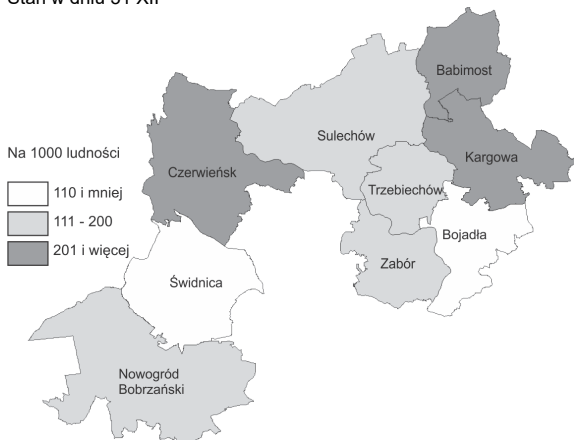 Stan w dniu 31 XII
Babimost
Sulechów
Na 1000 ludności
Kargowa
Czerwieńsk
Trzebiechów
110 i mniej
111 - 200
Bojadła
201 i więcej
Zabór
Świdnica
Nowogród
Bobrzański